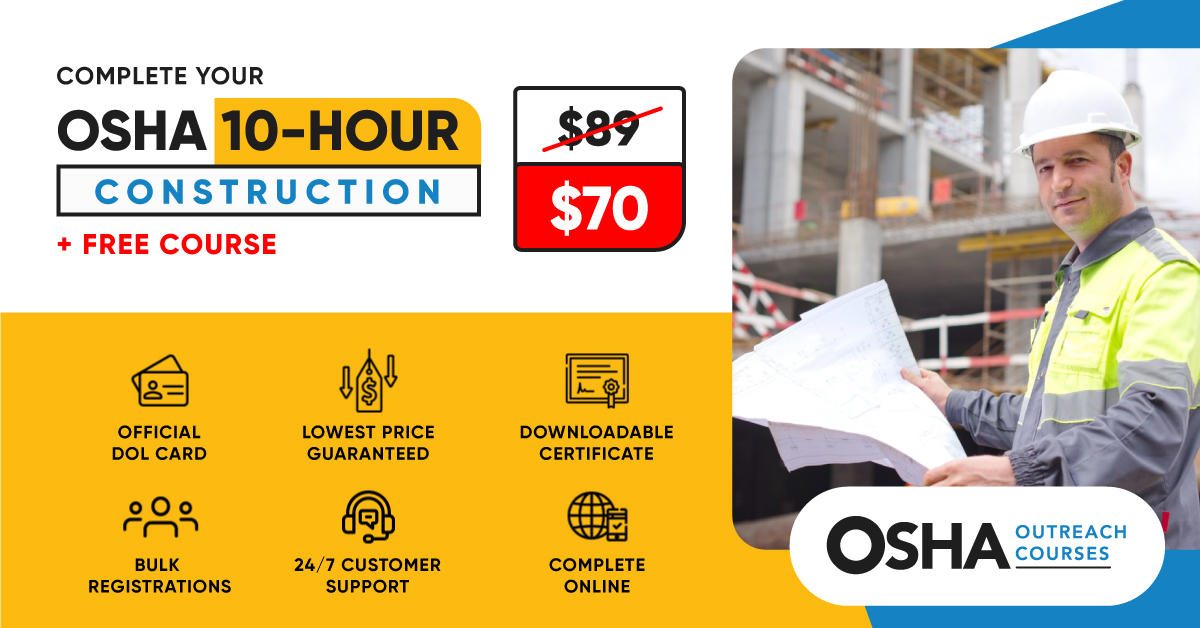 COMPLETE YOUR
OSHA 10-HOUR
CONSTRUCTION
+ FREE COURSE
$89
$70
OFFICIAL
DOL CARD
LOWEST PRICE
GUARANTEED
DOWNLOADABLE
CERTIFICATE
BULK
REGISTRATIONS
24/7 CUSTOMER
SUPPORT
COMPLETE
ONLINE
OSHA OUTREACH
COURSES